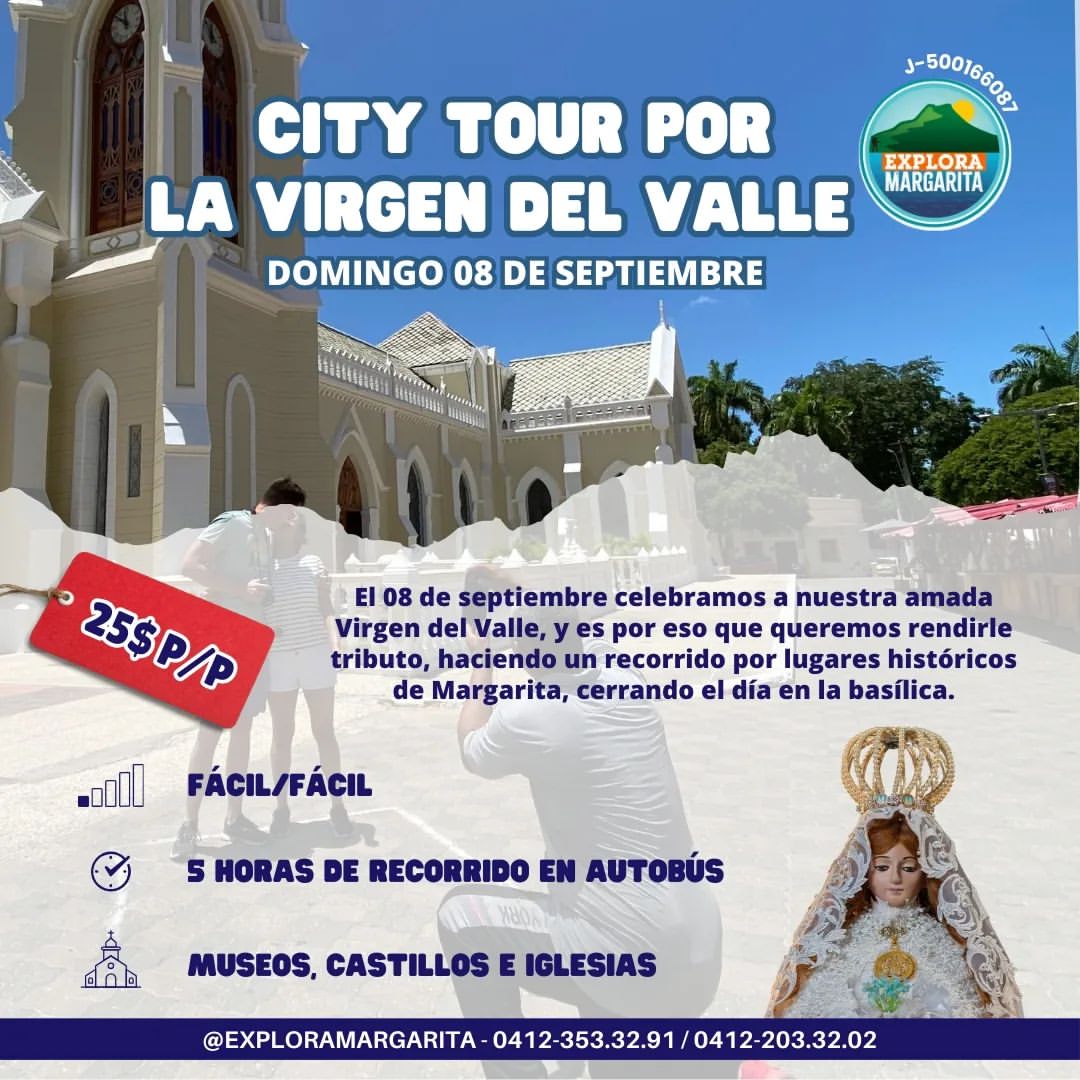 J-500166087
CITY TOUR POR
LA VIRGEN DEL VALLE
DOMINGO 08 DE SEPTIEMBRE
EXPLORA
MARGARITA
25$ P/P
El 08 de septiembre celebramos a nuestra amada
Virgen del Valle, y es por eso que queremos rendirle
tributo, haciendo un recorrido por lugares históricos
de Margarita, cerrando el día en la basílica.
FÁCIL/FÁCIL
5 HORAS DE RECORRIDO EN AUTOBÚS
YORK
MUSEOS, CASTILLOS E IGLESIAS
@EXPLORAMARGARITA - 0412-353.32.91 / 0412-203.32.02